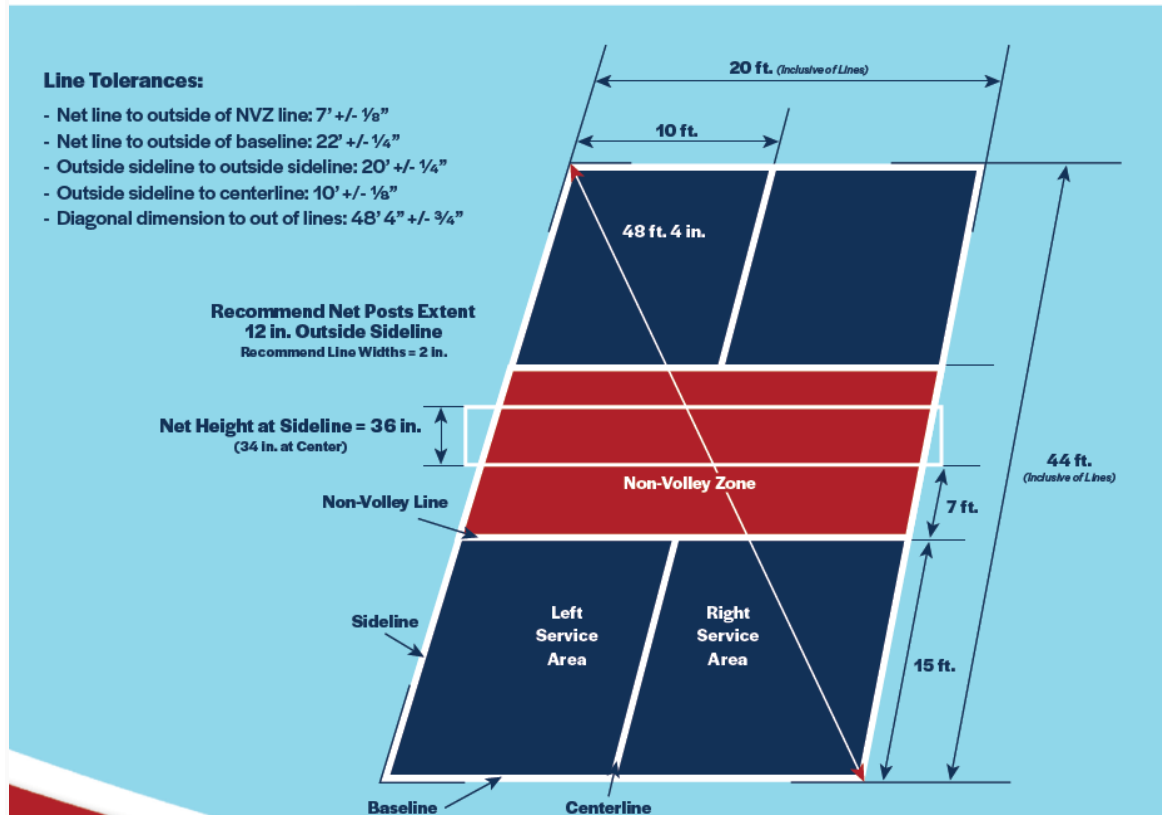 Line Tolerances:
- Net line to outside of NVZ line: 7’ +/- ⅛”
- Net line to outside of baseline: 22’ +/- ¼”
- Outside sideline to outside sideline: 20’ +/- ¼”
- Outside sideline to centerline: 10’ +/- ⅛”
- Diagonal dimension to out of lines: 48’ 4” +/- ¾”
20 ft. (Inclusive of Lines)
10 ft.
48 ft. 4 in.
Recommend Net Posts Extent
12 in. Outside Sideline
Recommend Line Widths = 2 in.
Net Height at Sideline = 36 in.
(34 in. at Center)
44 ft.
(Inclusive of Lines)
Non-Volley Zone
Non-Volley Line
7 ft.
Left
Service
Area
Right
Service
Area
Sideline
15 ft.
Baseline
Centerline